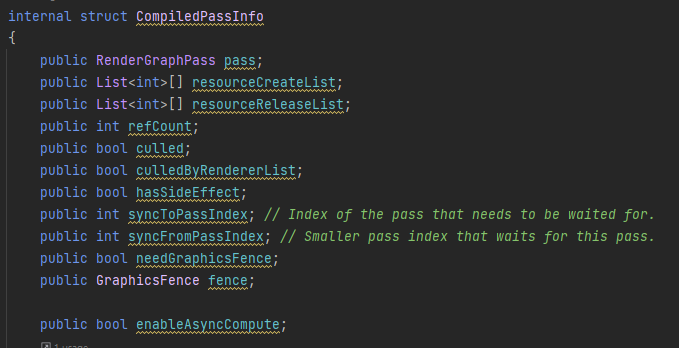 internal struct CompiledPassInfo
{
public RenderGraphPass pass;
public List<int>[] resourceCreateList;
public List<int>[] resourceReleaseList;
public int refCount;
public bool culled;
public bool culledByRendererList;
public bool hasSideEffect;
public int syncToPassIndex; // Index of the pass that needs to be waited for.
public int syncFromPassIndex; // Smaller pass index that waits for this pass.
public bool needGraphicsFence;
public GraphicsFence fence;
public bool enableAsyncCompute;